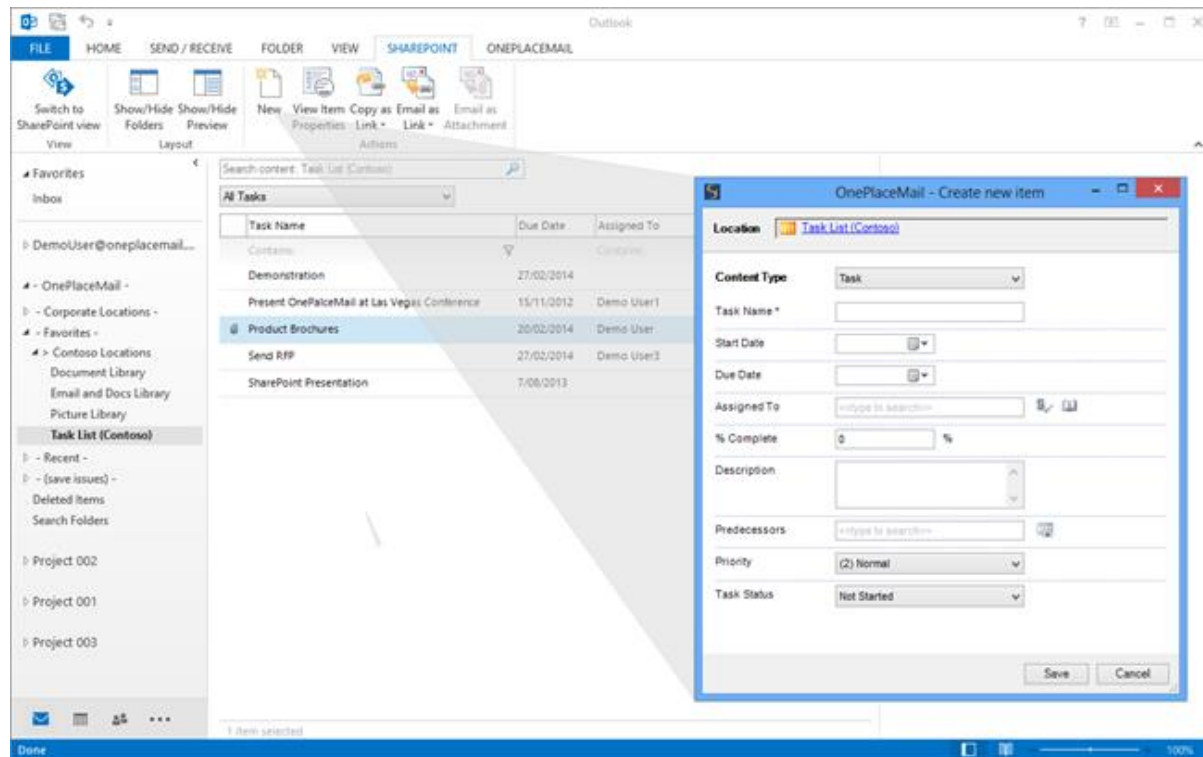 Outlook
FILE HOME SEND / RECEIVE FOLDER VIEW SHAREPOINT ONEPLACEMAIL
Switch to SharePoint view
Show/Hide Folders
Show/Hide Preview
New
View Item Properties
Copy as Link
Email as Link
Email as Attachment
View Layout Actions
Favorites
Inbox
DemoUser@oneplacemail....
- OnePlaceMail -
- Corporate Locations -
- Favorites -
> Contoso Locations
Document Library
Email and Docs Library
Picture Library
Task List (Contoso)
- Recent -
- (save issues) -
Deleted Items
Search Folders
Project 002
Project 001
Project 003
Search content: Task List (Contoso)
All Tasks
Task Name Due Date Assigned To
Contains: Contains:
Demonstration 27/02/2014
Present OnePalceMail at Las Vegas Conference 15/11/2012 Demo User1
Product Brochures 20/02/2014 Demo User
Send RFP 27/02/2014 Demo User3
SharePoint Presentation 7/08/2013
1 item selected
OnePlaceMail - Create new item
Location Task List (Contoso)
Content Type Task
Task Name *
Start Date
Due Date
Assigned To <<type to search>>
% Complete 0 %
Description
Predecessors <<type to search>>
Priority (2) Normal
Task Status Not Started
Save Cancel
Done 100%